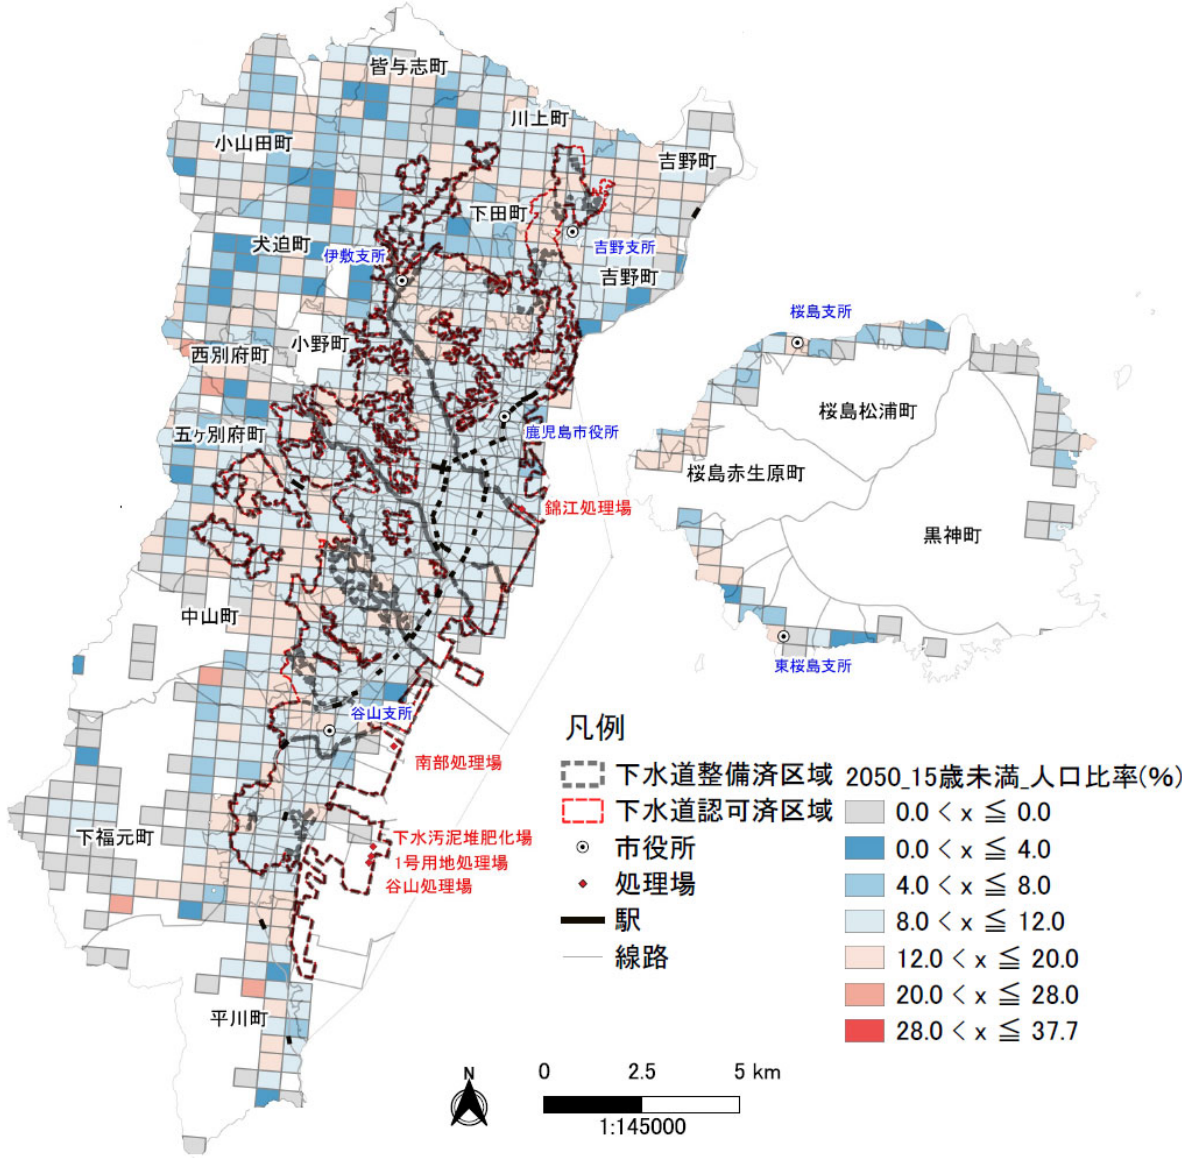 皆与志町
川上町
小山田町
吉野町
下田町
犬迫町
伊敷支所
吉野支所
吉野町
桜島支所
小野町
西別府町
桜島松浦町
五ヶ別府町
鹿児島市役所
桜島赤生原町
錦江処理場
黒神町
中山町
東桜島支所
谷山支所
凡例
南部処理場
下水道整備済区域
2050_15歳未満_人口比率(%)
下水道認可済区域
0.0 < x ≦ 0.0
下福元町
下水汚泥堆肥化場
市役所
0.0 < x ≦ 4.0
1号用地処理場
谷山処理場
処理場
4.0 < x ≦ 8.0
駅
8.0 < x ≦ 12.0
線路
12.0 < x ≦ 20.0
20.0 < x ≦ 28.0
平川町
28.0 < x ≦ 37.7
N
0 2.5 5 km
1:145000